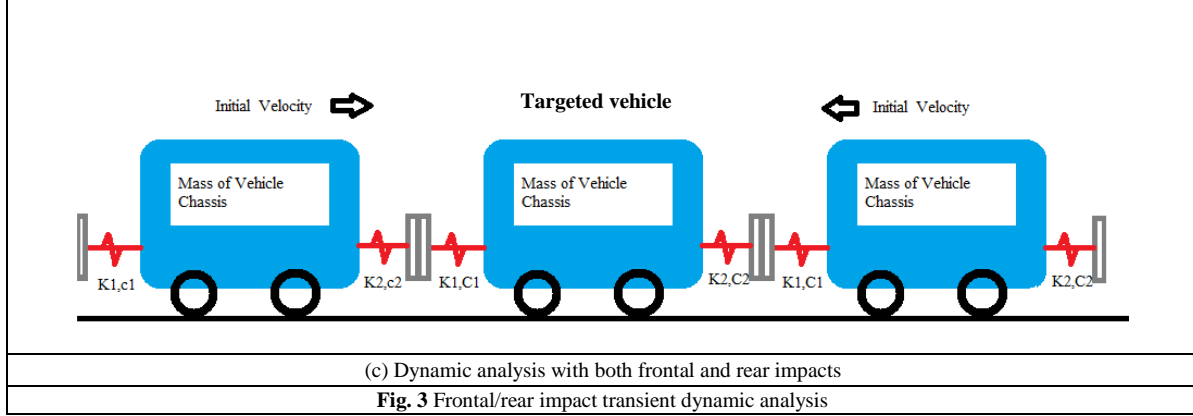 Initial Velocity
Targeted vehicle
Initial Velocity
Mass of Vehicle
Chassis
Mass of Vehicle
Chassis
Mass of Vehicle
Chassis
K1,c1
K2,c2
K1,C1
K2,C2
K1,C1
K2,C2
(c) Dynamic analysis with both frontal and rear impacts
Fig. 3 Frontal/rear impact transient dynamic analysis